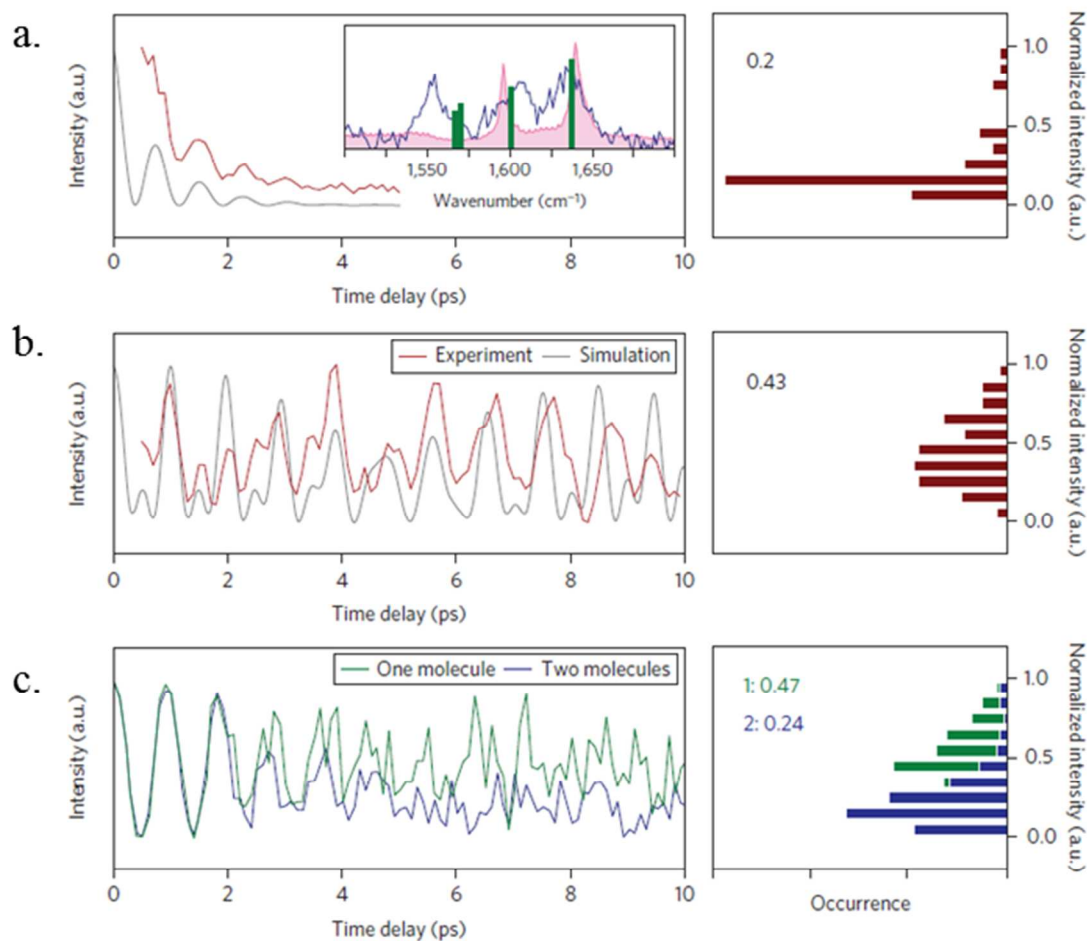 a.
Intensity (a.u.)
1,550 1,600 1,650
Wavenumber (cm⁻¹)
0 2 4 6 8 10
Time delay (ps)
0.2
1.0
0.5
0.0
Normalized intensity (a.u.)
b.
Intensity (a.u.)
Experiment Simulation
0 2 4 6 8 10
Time delay (ps)
0.43
1.0
0.5
0.0
Normalized intensity (a.u.)
c.
Intensity (a.u.)
One molecule Two molecules
0 2 4 6 8 10
Time delay (ps)
1: 0.47
2: 0.24
1.0
0.5
0.0
Normalized intensity (a.u.)
Occurrence